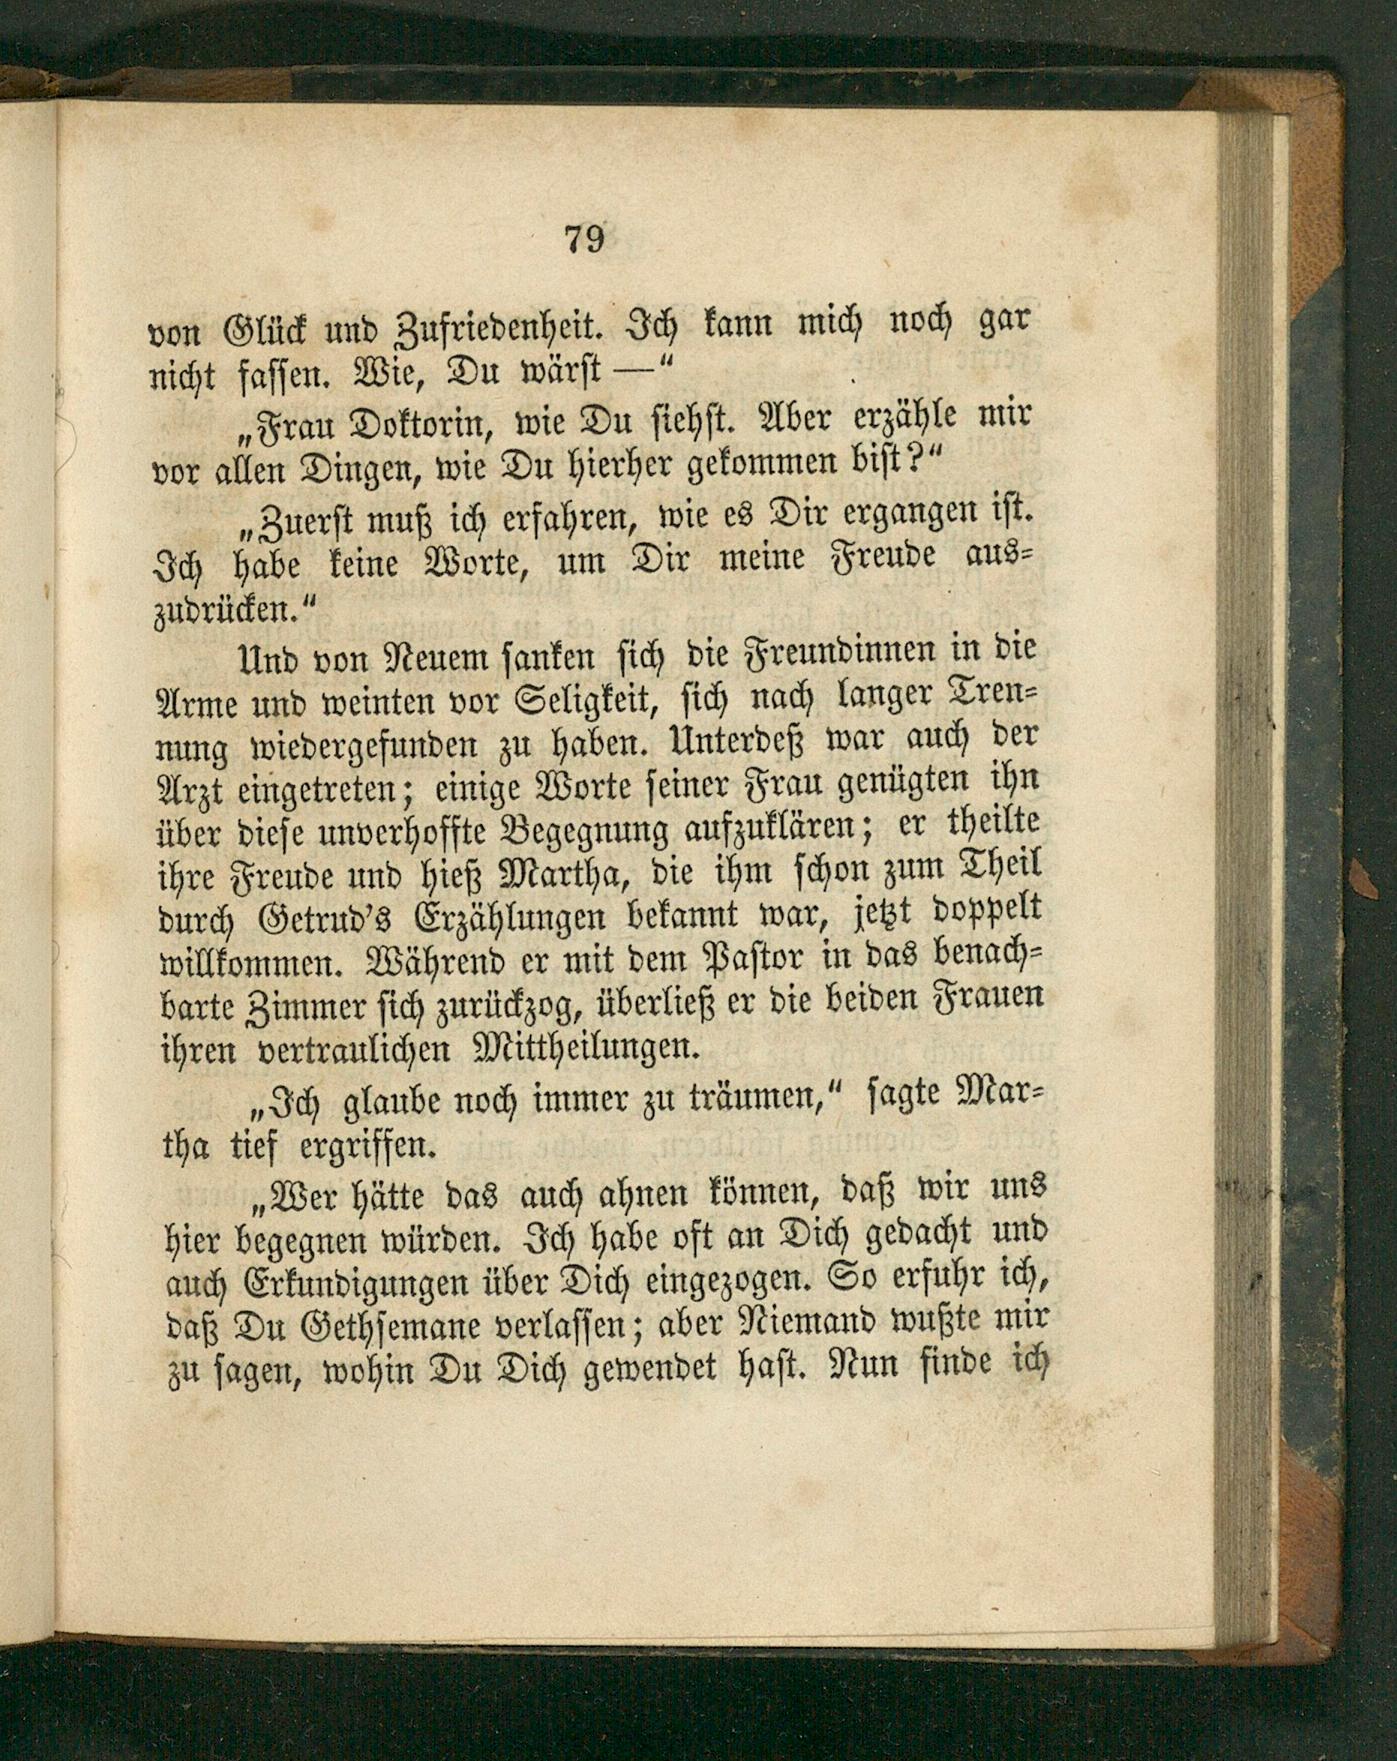 79
von Glück und Zufriedenheit. Ich kann mich noch gar
nicht fassen. Wie, Du wärst —“
„Frau Doktorin, wie Du siehst. Aber erzähle mir
vor allen Dingen, wie Du hierher gekommen bist?“
„Zuerst muß ich erfahren, wie es Dir ergangen ist.
Ich habe keine Worte, um Dir meine Freude aus-
zudrücken.“
Und von Neuem sanken sich die Freundinnen in die
Arme und weinten vor Seligkeit, sich nach langer Tren-
nung wiedergefunden zu haben. Unterdeß war auch der
Arzt eingetreten; einige Worte seiner Frau genügten ihn
über diese unverhoffte Begegnung aufzuklären; er theilte
ihre Freude und hieß Martha, die ihm schon zum Theil
durch Getrud's Erzählungen bekannt war, jetzt doppelt
willkommen. Während er mit dem Pastor in das benach-
barte Zimmer sich zurückzog, überließ er die beiden Frauen
ihren vertraulichen Mittheilungen.
„Ich glaube noch immer zu träumen,“ sagte Mar-
tha tief ergriffen.
„Wer hätte das auch ahnen können, daß wir uns
hier begegnen würden. Ich habe oft an Dich gedacht und
auch Erkundigungen über Dich eingezogen. So erfuhr ich,
daß Du Gethsemane verlassen; aber Niemand wußte mir
zu sagen, wohin Du Dich gewendet hast. Nun finde ich